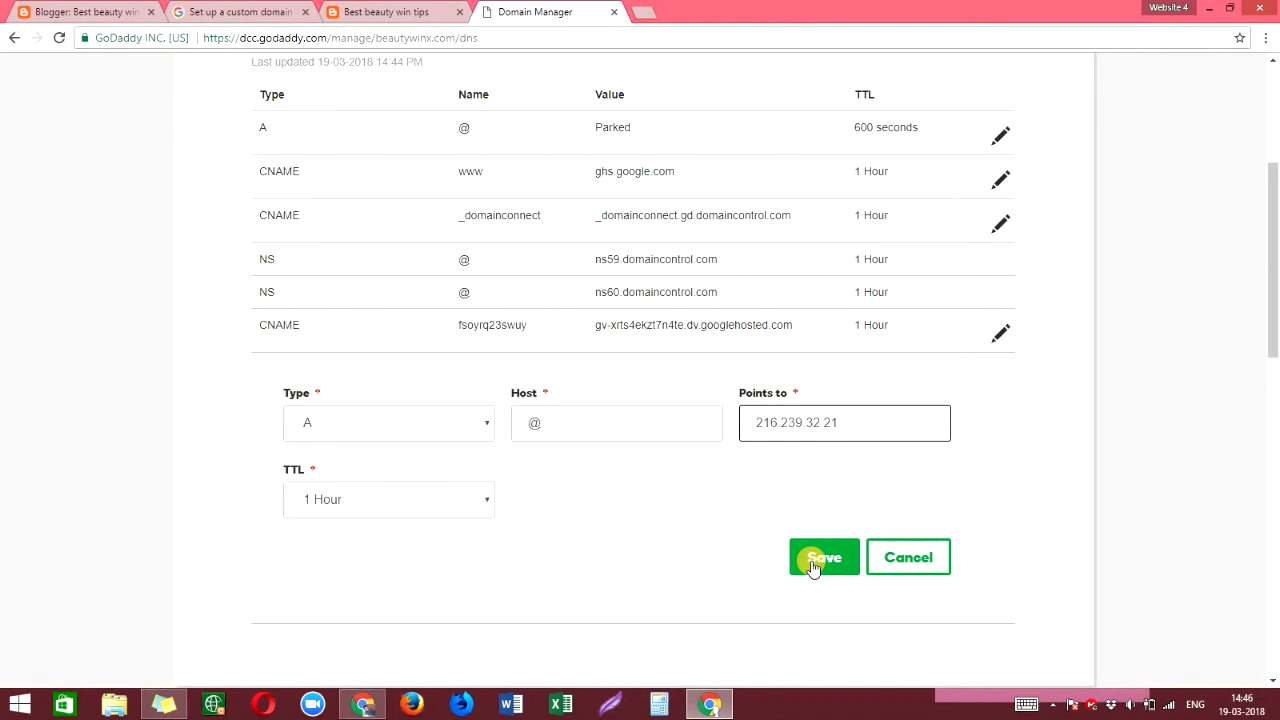 Blogger: Best beauty win
Set up a custom domain
Best beauty win tips
Domain Manager
Website 4
GoDaddy INC. [US]
https://dcc.godaddy.com/manage/beautywinx.com/dns
Last updated 19-03-2018 14:44 PM
Type Name Value TTL
A @ Parked 600 seconds
CNAME www ghs.google.com 1 Hour
CNAME _domainconnect _domainconnect.gd.domaincontrol.com 1 Hour
NS @ ns59.domaincontrol.com 1 Hour
NS @ ns60.domaincontrol.com 1 Hour
CNAME fsoyrq23swuy gv-xrts4ekzt7n4te.dv.googlehosted.com 1 Hour
Type * Host * Points to *
A @ 216.239.32.21
TTL *
1 Hour
Save Cancel
ENG
14:46
19-03-2018